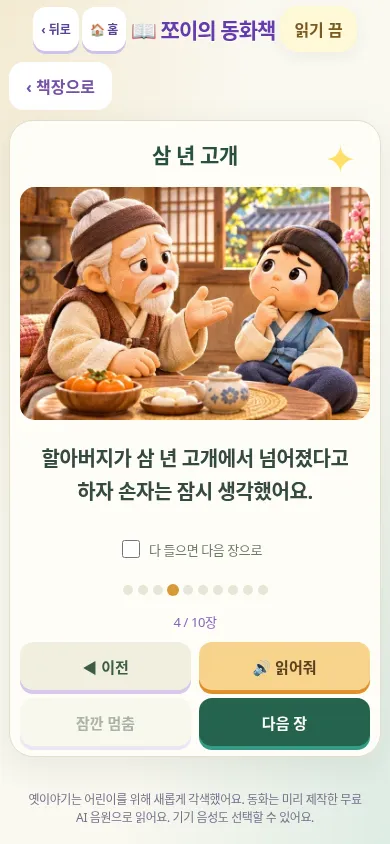 ‹ 뒤로
🏠 홈
📖 쪼이의 동화책
읽기 끔
‹ 책장으로
삼 년 고개
할아버지가 삼 년 고개에서 넘어졌다고
하자 손자는 잠시 생각했어요.
다 들으면 다음 장으로
4 / 10장
◀ 이전
🔊 읽어줘
잠깐 멈춤
다음 장
옛이야기는 어린이를 위해 새롭게 각색했어요. 동화는 미리 제작한 무료
AI 음원으로 읽어요. 기기 음성도 선택할 수 있어요.